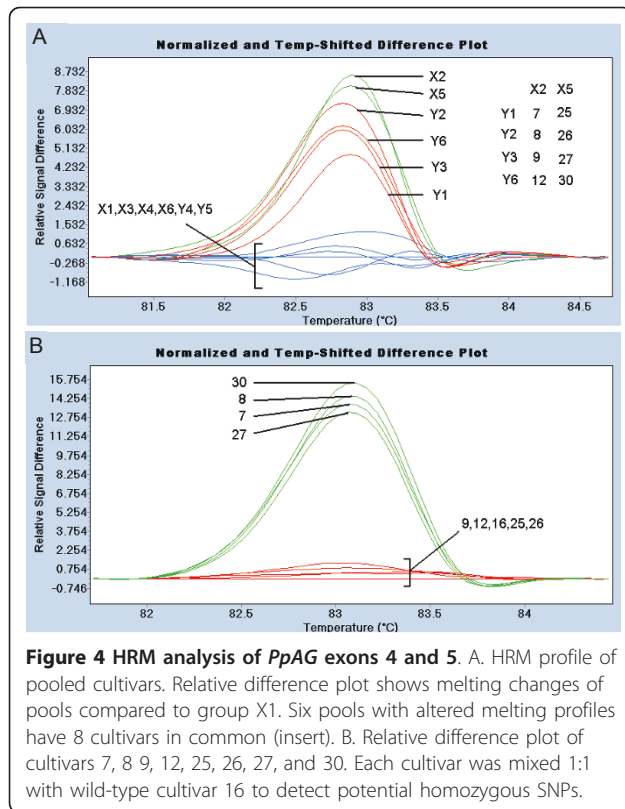 A
Normalized and Temp-Shifted Difference Plot
Relative Signal Difference
8.732
7.932
6.832
6.032
5.132
4.232
3.332
2.432
1.532
0.632
-0.268
-1.168
X2
X5
Y2
Y6
Y3
Y1
X2 X5
Y1 7 25
Y2 8 26
Y3 9 27
Y6 12 30
X1,X3,X4,X6,Y4,Y5
81.5 82 82.5 83 83.5 84 84.5
Temperature (°C)
B
Normalized and Temp-Shifted Difference Plot
Relative Signal Difference
15.754
14.254
12.754
11.254
9.754
8.254
6.754
5.254
3.754
2.254
0.754
-0.746
30
8
7
27
9,12,16,25,26
82 82.5 83 83.5 84
Temperature (°C)
Figure 4 HRM analysis of PpAG exons 4 and 5. A. HRM profile of
pooled cultivars. Relative difference plot shows melting changes of
pools compared to group X1. Six pools with altered melting profiles
have 8 cultivars in common (insert). B. Relative difference plot of
cultivars 7, 8 9, 12, 25, 26, 27, and 30. Each cultivar was mixed 1:1
with wild-type cultivar 16 to detect potential homozygous SNPs.